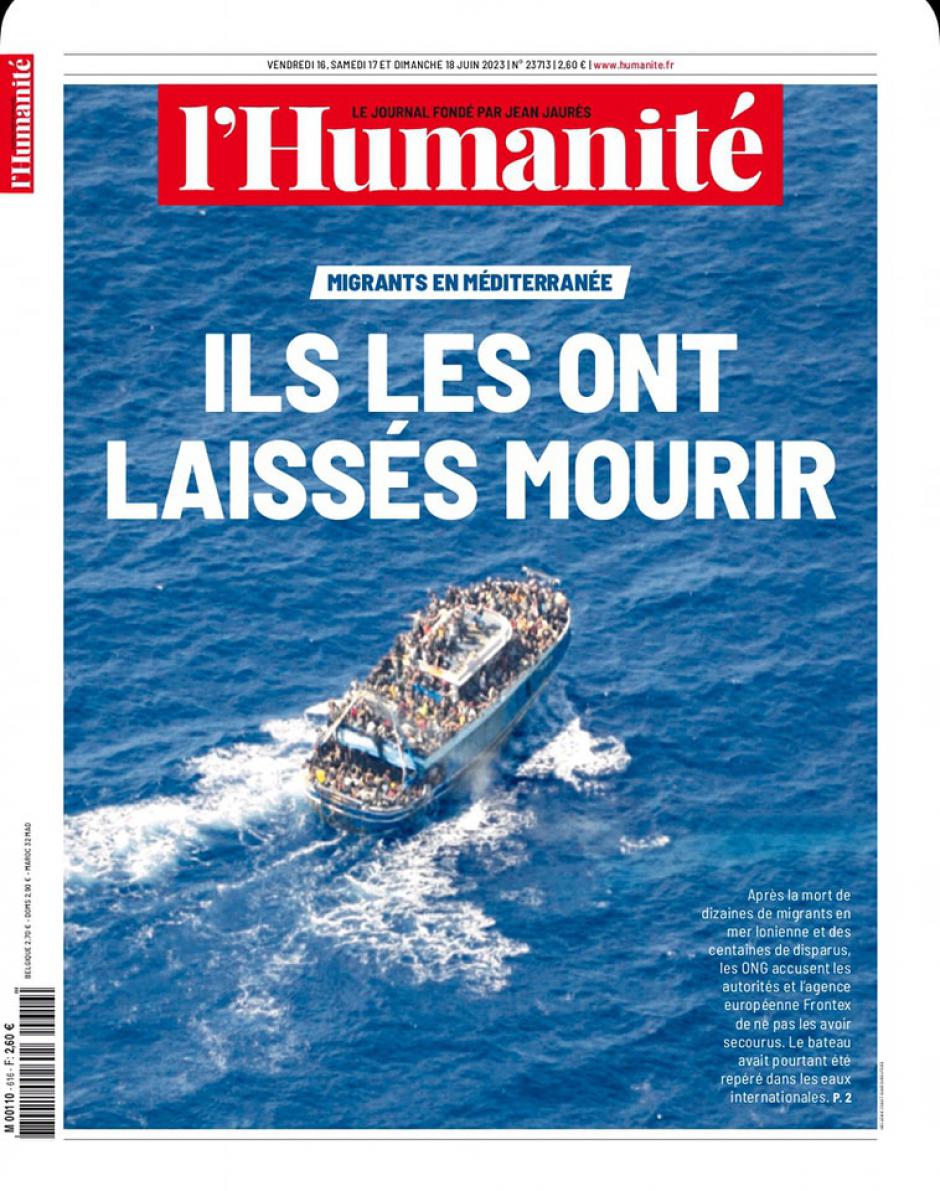 VENDREDI 16, SAMEDI 17 ET DIMANCHE 18 JUIN 2023 | N° 23713 | 2,60 € | www.humanite.fr
l'Humanité
LE JOURNAL FONDÉ PAR JEAN JAURÈS
l'Humanité
MIGRANTS EN MÉDITERRANÉE
ILS LES ONT
LAISSÉS MOURIR
Après la mort de
dizaines de migrants en
mer Ionienne et des
centaines de disparus,
les ONG accusent les
autorités et l'agence
européenne Frontex
de ne pas les avoir
secourus. Le bateau
avait pourtant été
repéré dans les eaux
internationales. P. 2
BELGIQUE 2,70 € - DOMS 2,90 € - MAROC 32 MAD
M 00110 - 616 - F: 2,60 €